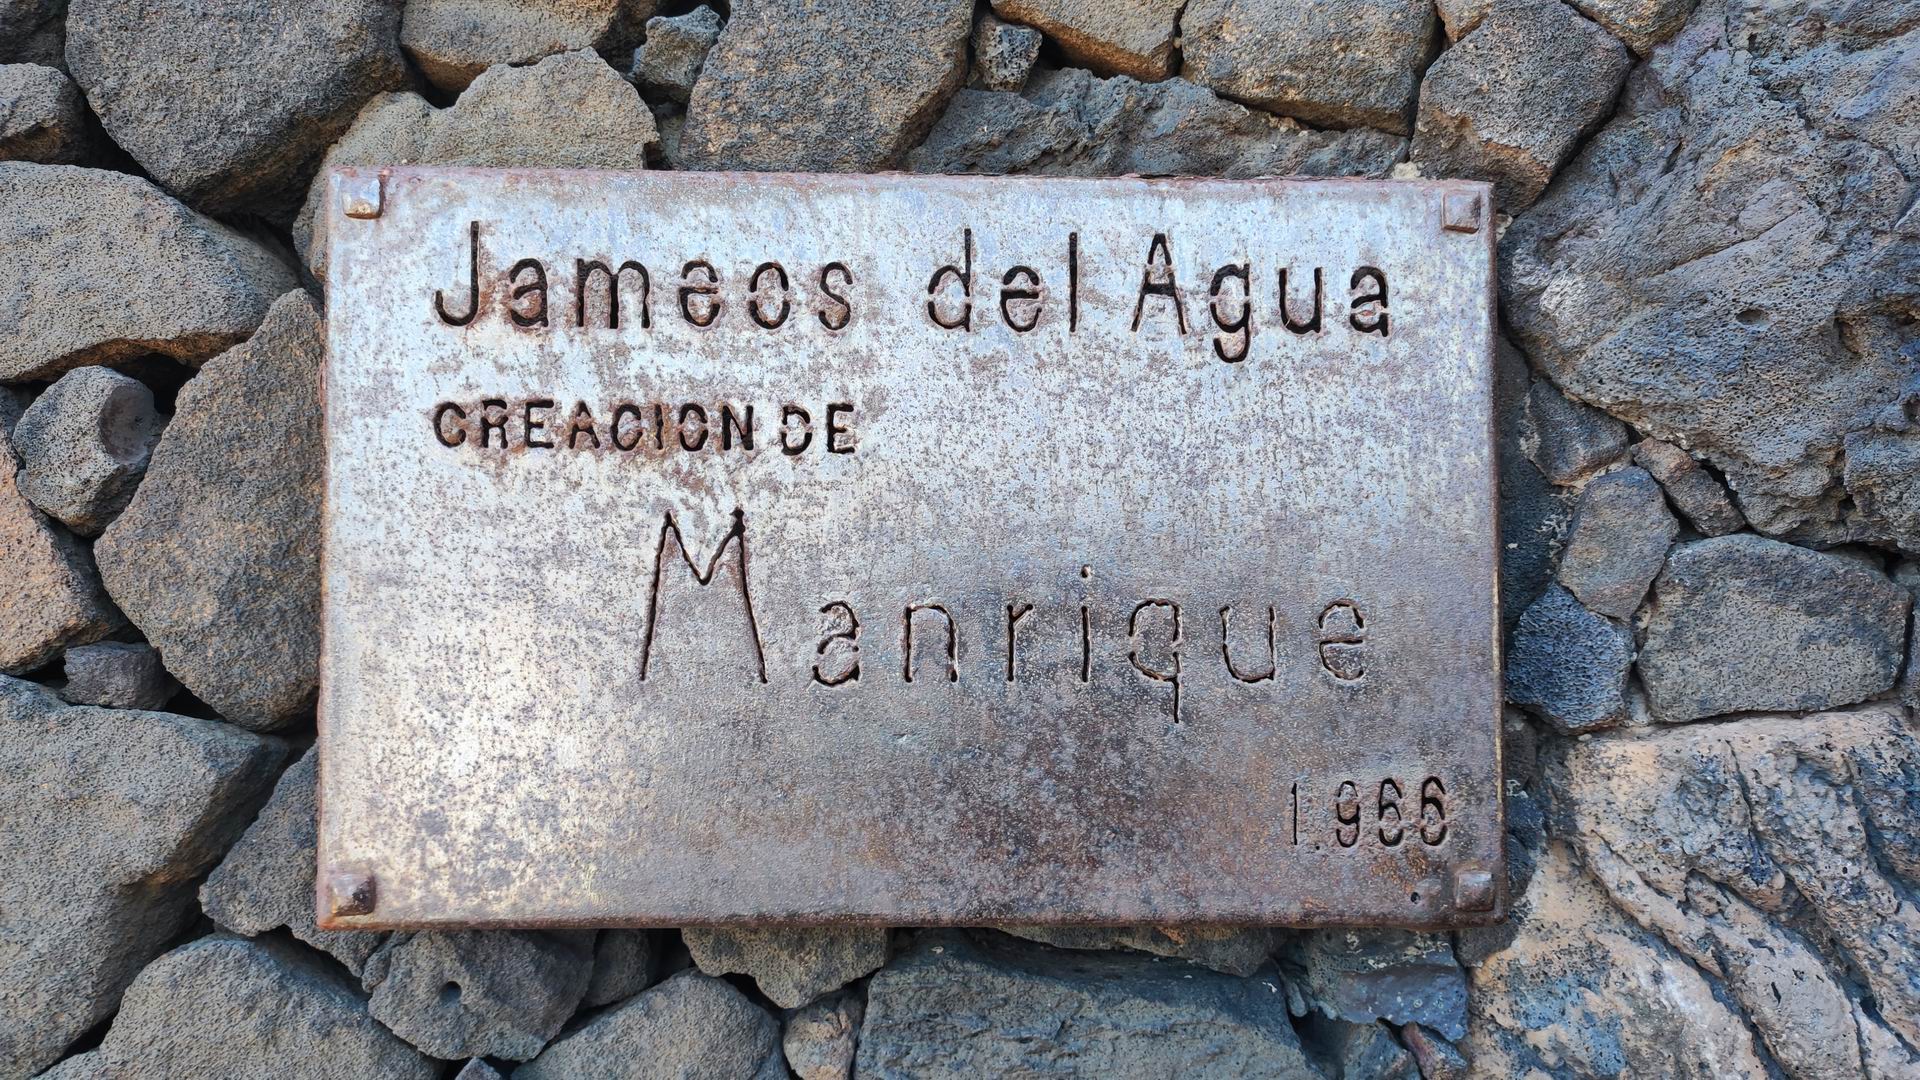 Jameos del Agua
CREACION DE
Manrique
1.966